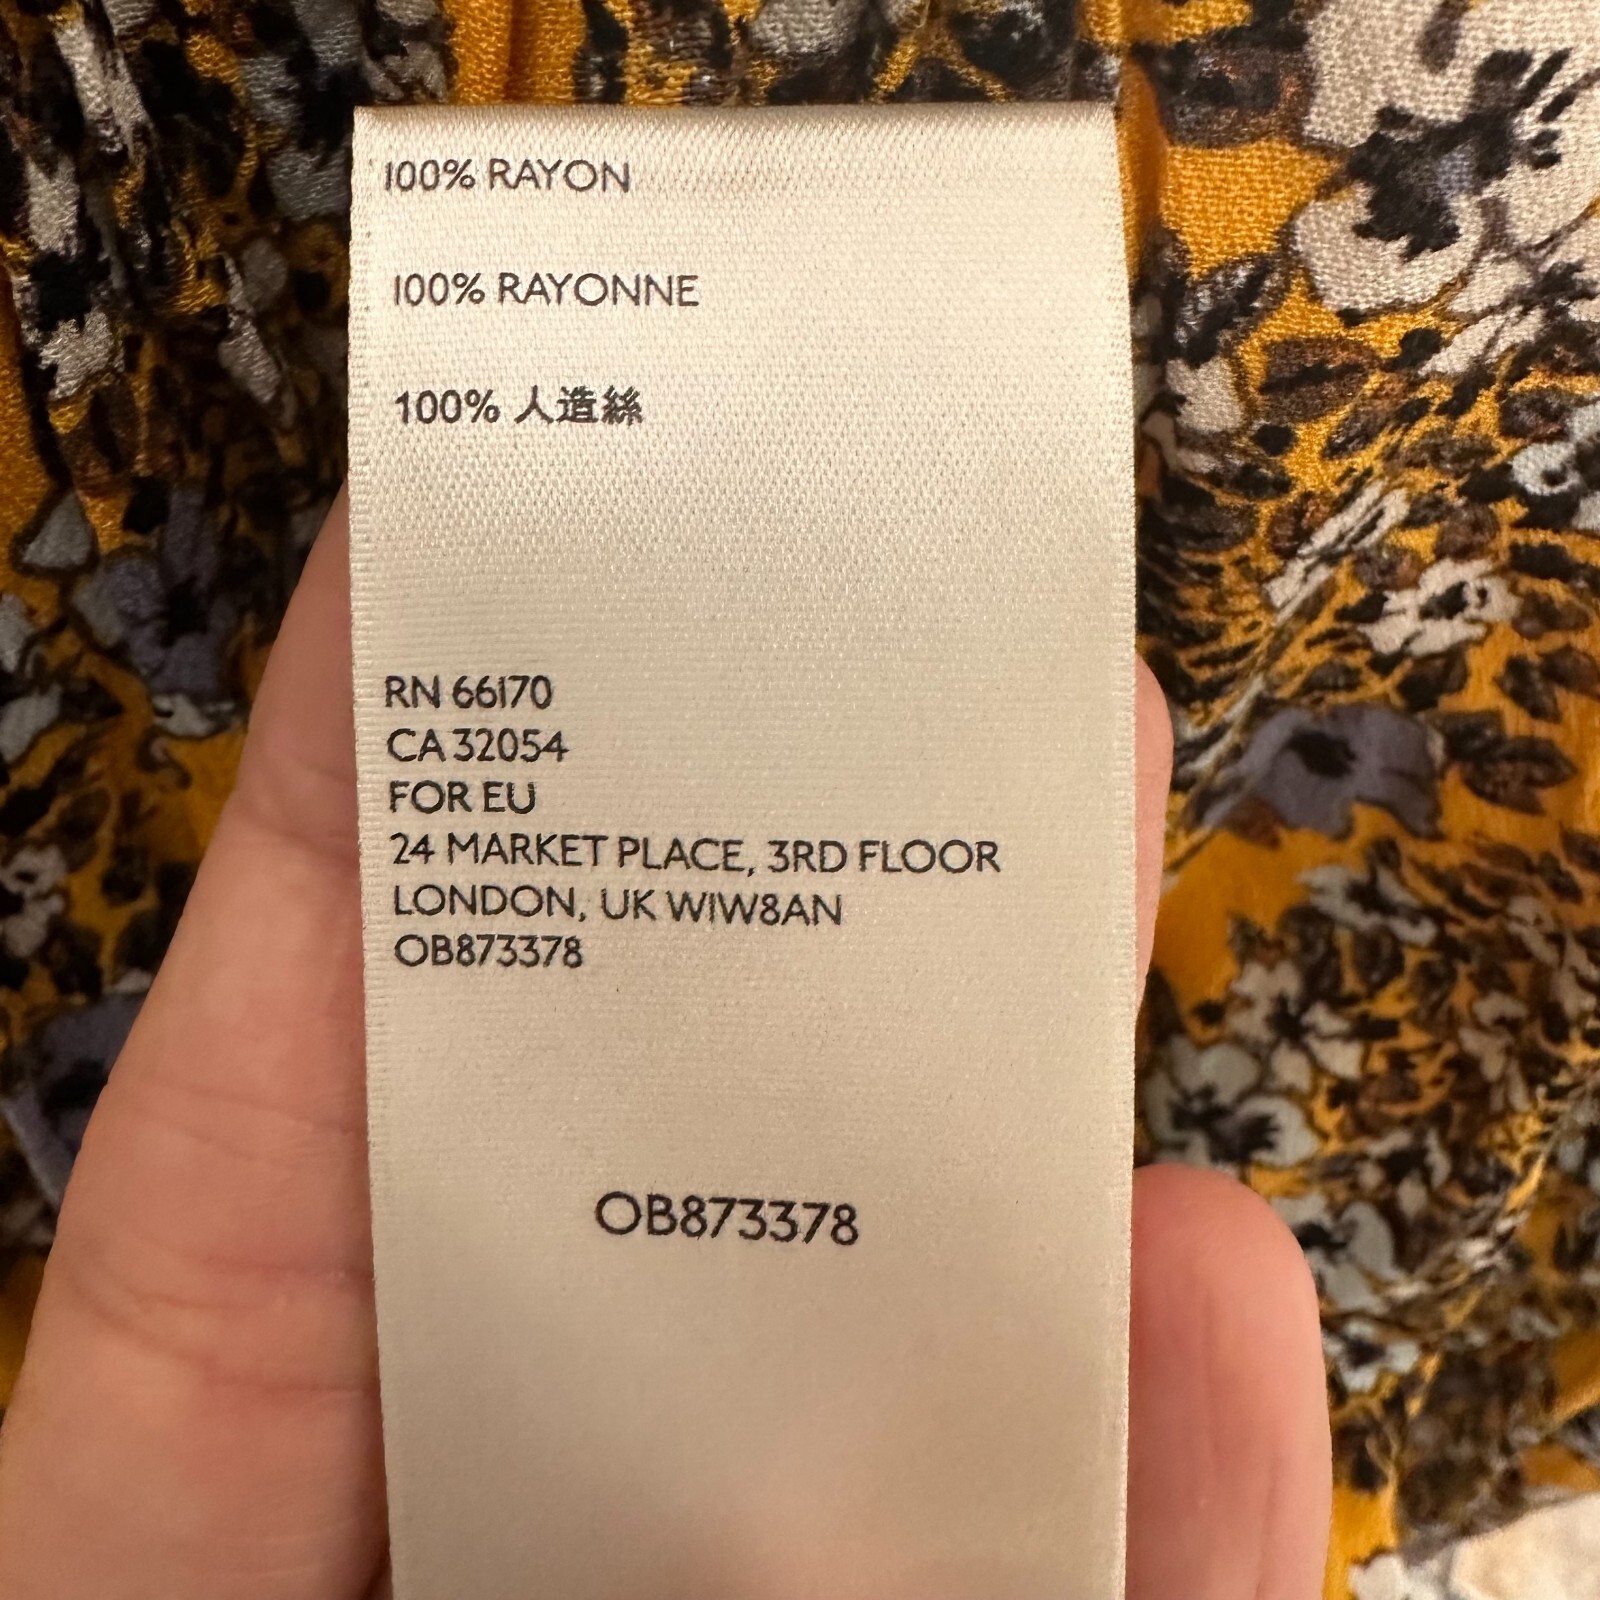 100% RAYON
100% RAYONNE
100% 人造絲
RN 66170
CA 32054
FOR EU
24 MARKET PLACE, 3RD FLOOR
LONDON, UK W1W8AN
OB873378
OB873378